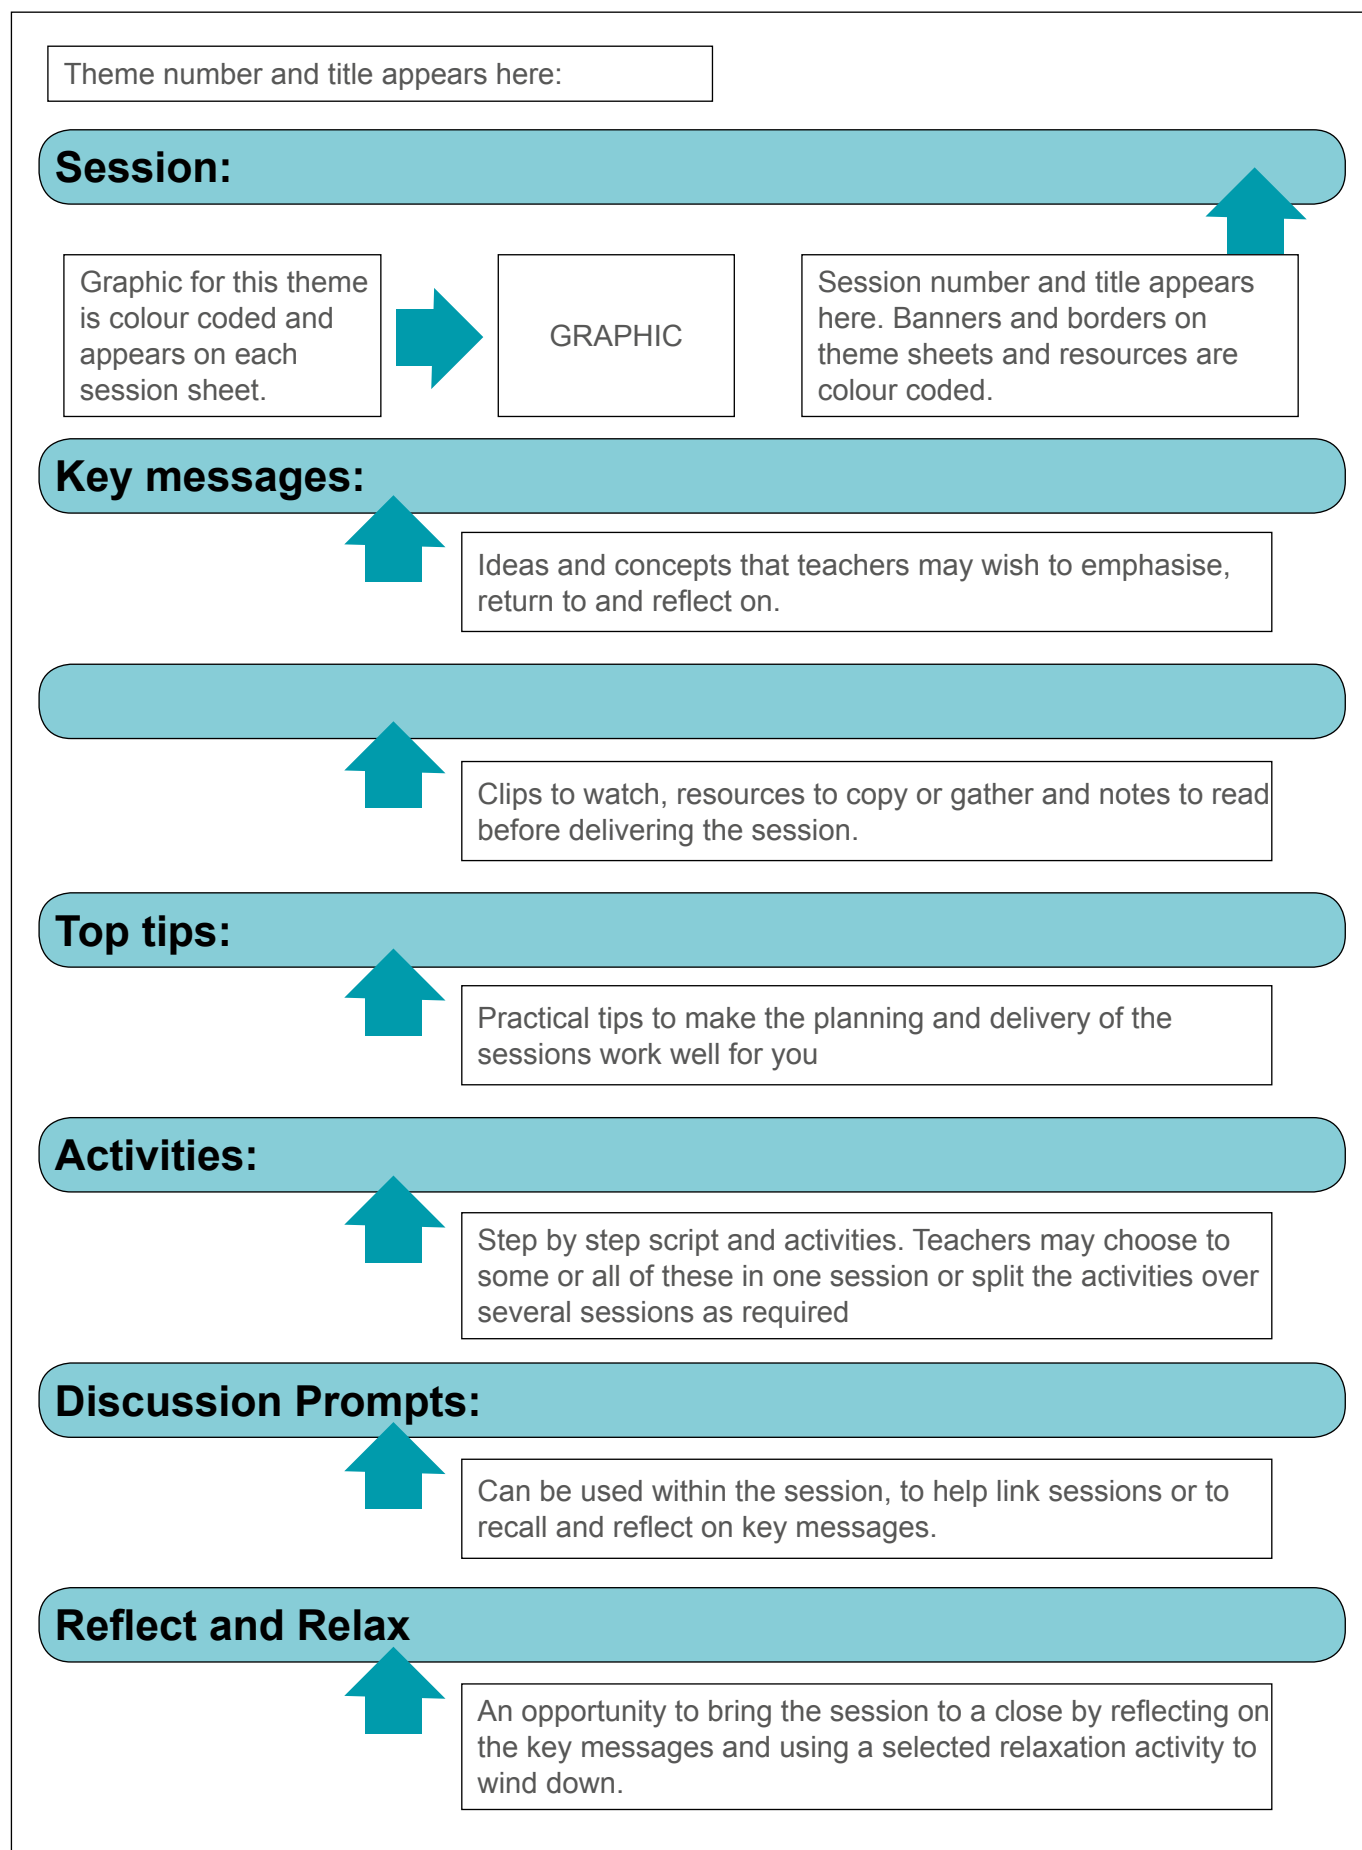 Theme number and title appears here:
Session:
Graphic for this theme
is colour coded and
appears on each
session sheet.
GRAPHIC
Session number and title appears
here. Banners and borders on
theme sheets and resources are
colour coded.
Key messages:
Ideas and concepts that teachers may wish to emphasise,
return to and reflect on.
Clips to watch, resources to copy or gather and notes to read
before delivering the session.
Top tips:
Practical tips to make the planning and delivery of the
sessions work well for you
Activities:
Step by step script and activities. Teachers may choose to
some or all of these in one session or split the activities over
several sessions as required
Discussion Prompts:
Can be used within the session, to help link sessions or to
recall and reflect on key messages.
Reflect and Relax
An opportunity to bring the session to a close by reflecting on
the key messages and using a selected relaxation activity to
wind down.